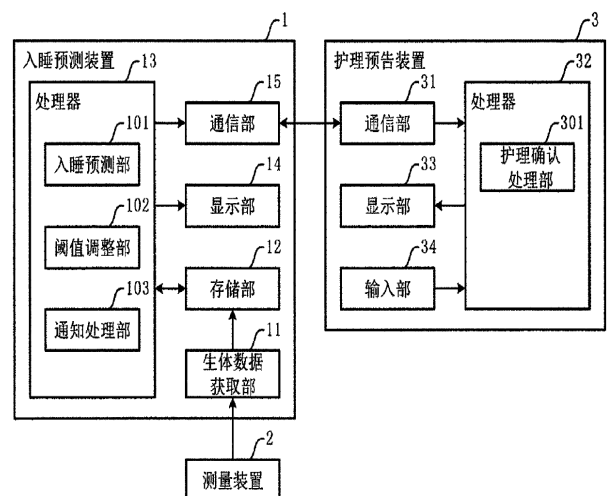 1
3
入睡预测装置
13
处理器
101
入睡预测部
102
阈值调整部
103
通知处理部
15
通信部
14
显示部
12
存储部
11
生体数据
获取部
2
测量装置
护理预告装置
32
31
通信部
处理器
301
护理确认
处理部
33
显示部
34
输入部